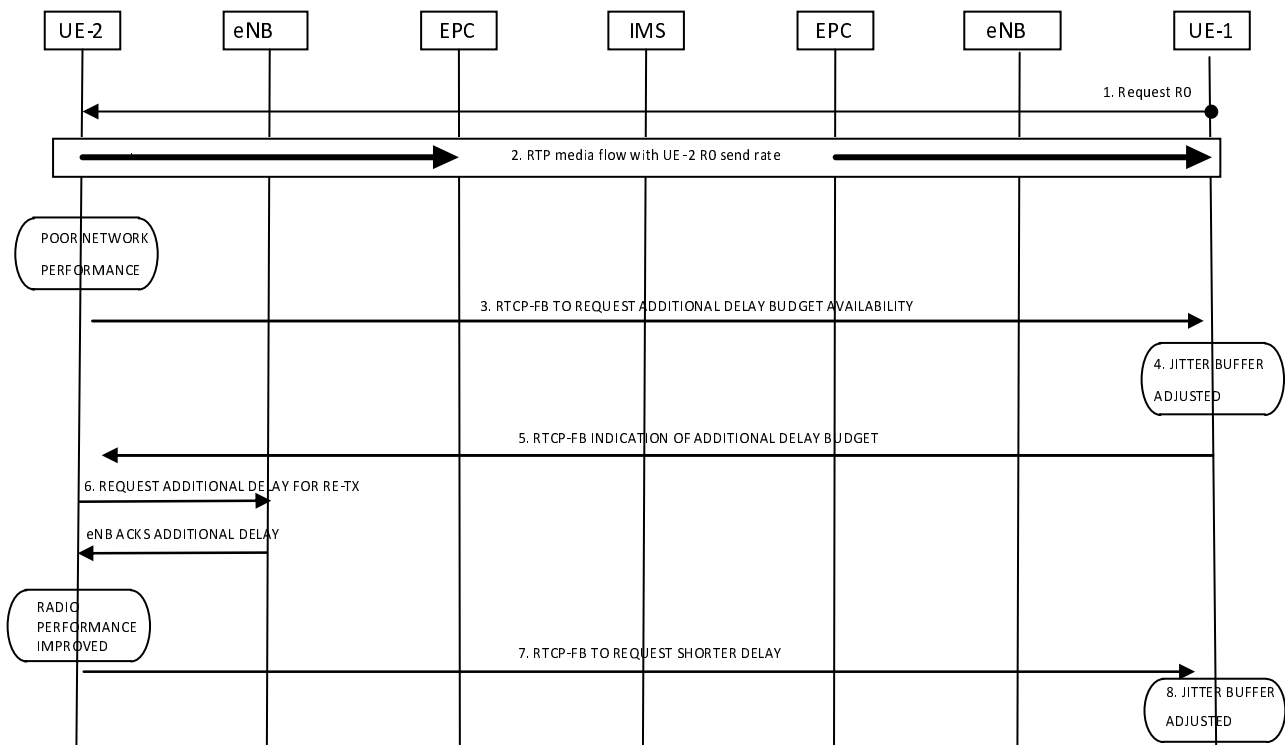 UE-2
eNB
EPC
IMS
EPC
eNB
UE-1
1. Request R0
2. RTP media flow with UE-2 R0 send rate
POOR NETWORK
PERFORMANCE
3. RTCP-FB TO REQUEST ADDITIONAL DELAY BUDGET AVAILABILITY
4. JITTER BUFFER
ADJUSTED
5. RTCP-FB INDICATION OF ADDITIONAL DELAY BUDGET
6. REQUEST ADDITIONAL DELAY FOR RE-TX
eNB ACKS ADDITIONAL DELAY
RADIO
PERFORMANCE
IMPROVED
7. RTCP-FB TO REQUEST SHORTER DELAY
8. JITTER BUFFER
ADJUSTED